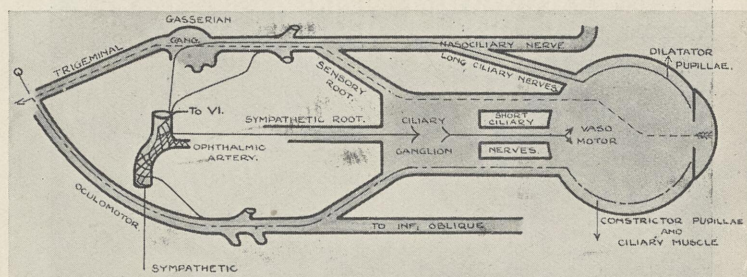 GASSERIAN
GANG.
TRIGEMINAL
NASOCILIARY NERVE
LONG CILIARY NERVES
DILATATOR
PUPILLAE.
SENSORY
ROOT.
TO VI.
SYMPATHETIC ROOT.
CILIARY
GANGLION
SHORT
CILIARY
NERVES.
VASO
MOTOR
OPHTHALMIC
ARTERY.
OCULOMOTOR
TO INF. OBLIQUE
CONSTRICTOR PUPILLAE
AND
CILIARY MUSCLE
SYMPATHETIC